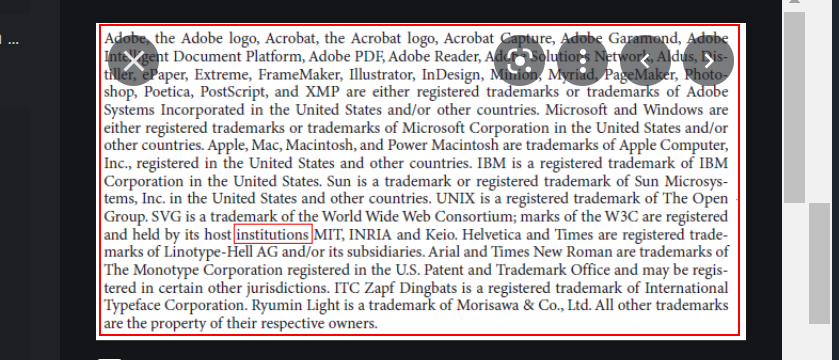 ...
Adobe, the Adobe logo, Acrobat, the Acrobat logo, Acrobat Capture, Adobe Garamond, Adobe
Intelligent Document Platform, Adobe PDF, Adobe Reader, Adobe Solutions Network, Aldus, Dis-
tiller, ePaper, Extreme, FrameMaker, Illustrator, InDesign, Minion, Myriad, PageMaker, Photo-
shop, Poetica, PostScript, and XMP are either registered trademarks or trademarks of Adobe
Systems Incorporated in the United States and/or other countries. Microsoft and Windows are
either registered trademarks or trademarks of Microsoft Corporation in the United States and/or
other countries. Apple, Mac, Macintosh, and Power Macintosh are trademarks of Apple Computer,
Inc., registered in the United States and other countries. IBM is a registered trademark of IBM
Corporation in the United States. Sun is a trademark or registered trademark of Sun Microsys-
tems, Inc. in the United States and other countries. UNIX is a registered trademark of The Open
Group. SVG is a trademark of the World Wide Web Consortium; marks of the W3C are registered
and held by its host institutions MIT, INRIA and Keio. Helvetica and Times are registered trade-
marks of Linotype-Hell AG and/or its subsidiaries. Arial and Times New Roman are trademarks of
The Monotype Corporation registered in the U.S. Patent and Trademark Office and may be regis-
tered in certain other jurisdictions. ITC Zapf Dingbats is a registered trademark of International
Typeface Corporation. Ryumin Light is a trademark of Morisawa & Co., Ltd. All other trademarks
are the property of their respective owners.